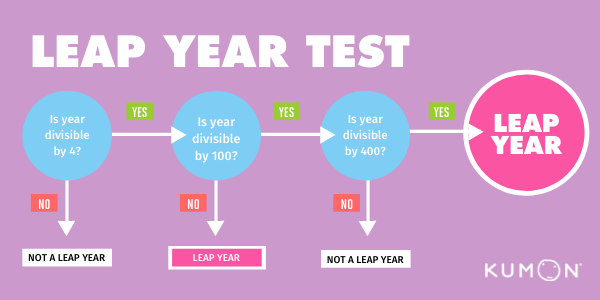 LEAP YEAR TEST
Is year
divisible
by 4?
YES
Is year
divisible
by 100?
YES
Is year
divisible
by 400?
YES
LEAP
YEAR
NO
NO
NO
NOT A LEAP YEAR
LEAP YEAR
NOT A LEAP YEAR
KUMON